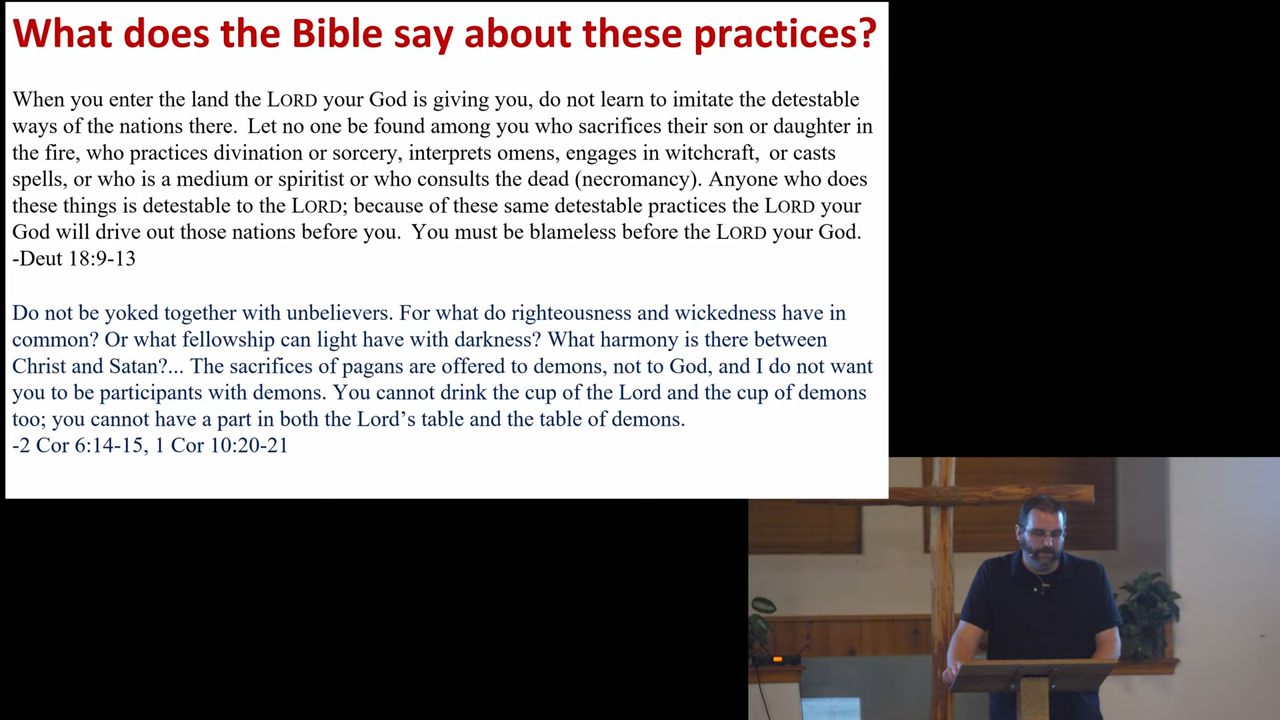 What does the Bible say about these practices?
When you enter the land the LORD your God is giving you, do not learn to imitate the detestable
ways of the nations there.  Let no one be found among you who sacrifices their son or daughter in
the fire, who practices divination or sorcery, interprets omens, engages in witchcraft,  or casts
spells, or who is a medium or spiritist or who consults the dead (necromancy). Anyone who does
these things is detestable to the LORD; because of these same detestable practices the LORD your
God will drive out those nations before you.  You must be blameless before the LORD your God.
-Deut 18:9-13
Do not be yoked together with unbelievers. For what do righteousness and wickedness have in
common? Or what fellowship can light have with darkness? What harmony is there between
Christ and Satan?... The sacrifices of pagans are offered to demons, not to God, and I do not want
you to be participants with demons. You cannot drink the cup of the Lord and the cup of demons
too; you cannot have a part in both the Lord’s table and the table of demons.
-2 Cor 6:14-15, 1 Cor 10:20-21